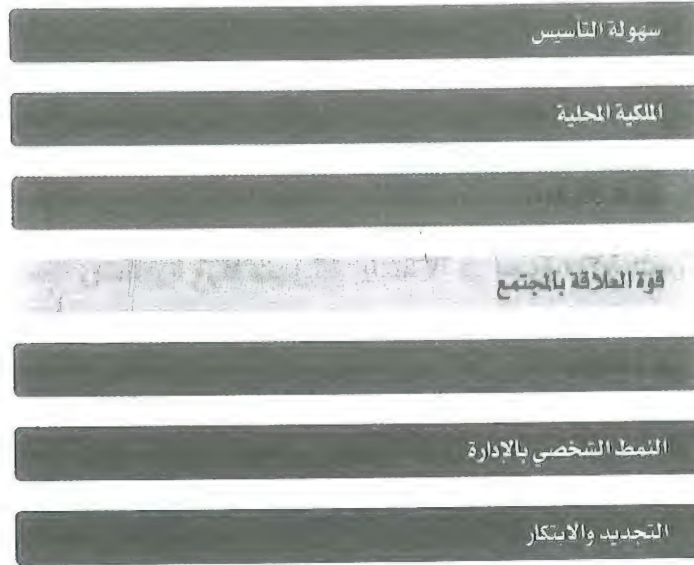 سهولة التأسيس
الملكية المحلية
قوة العلاقة بالمجتمع
النمط الشخصي بالإدارة
التجديد والابتكار